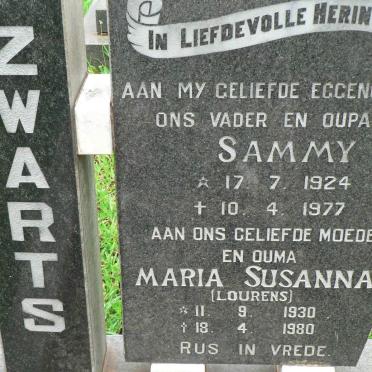 ZWARTS
IN LIEFDEVOLLE HERIN
AAN MY GELIEFDE EGGEN
ONS VADER EN OUPA
SAMMY
☆ 17. 7. 1924
✝ 10. 4. 1977
AAN ONS GELIEFDE MOEDE
EN OUMA
MARIA SUSANNA
(LOURENS)
☆ 11. 9. 1930
✝ 18. 4. 1980
RUS IN VREDE.